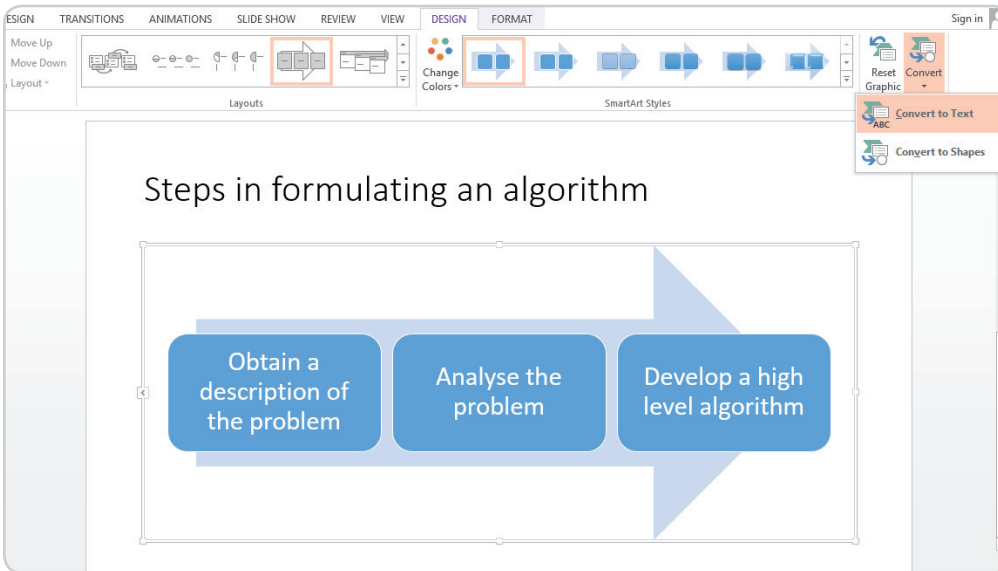 ESIGN TRANSITIONS ANIMATIONS SLIDE SHOW REVIEW VIEW DESIGN FORMAT Sign in
Move Up
Move Down
Layout
Layouts
Change
Colors
SmartArt Styles
Reset
Graphic
Convert
ABC
Convert to Text
Convert to Shapes
Steps in formulating an algorithm
Obtain a
description of
the problem
Analyse the
problem
Develop a high
level algorithm